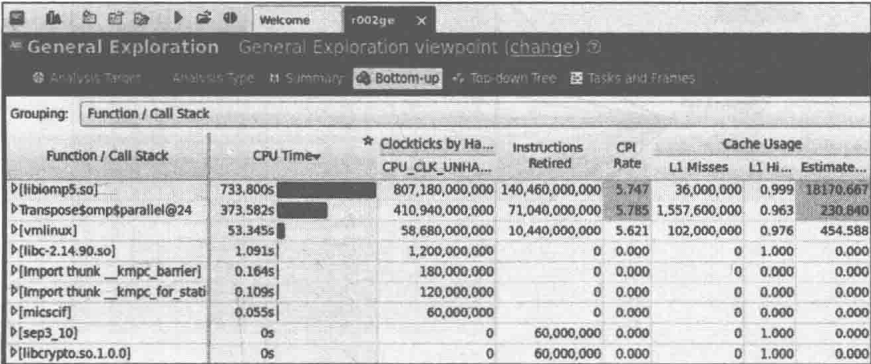 Welcome r002ge
General Exploration General Exploration viewpoint (change)
Analysis Target Analysis Type Summary Bottom-up Top-down Tree Tasks and Frames
Grouping: Function / Call Stack
Function / Call Stack CPU Time Clockticks by Ha... Instructions Retired CPI Rate Cache Usage
CPU_CLK_UNHA... L1 Misses L1 Hi... Estimate...
[libiomp5.so] 733.800s 807,180,000,000 140,460,000,000 5.747 36,000,000 0.999 18170.667
Transpose$omp$parallel@24 373.582s 410,940,000,000 71,040,000,000 5.785 1,557,600,000 0.963 230.840
[vmlinux] 53.345s 58,680,000,000 10,440,000,000 5.621 102,000,000 0.976 454.588
[libc-2.14.90.so] 1.091s 1,200,000,000 0 0.000 0 1.000 0.000
[Import thunk __kmpc_barrier] 0.164s 180,000,000 0 0.000 0 0.000 0.000
[Import thunk __kmpc_for_stati 0.109s 120,000,000 0 0.000 0 0.000 0.000
[micscif] 0.055s 60,000,000 0 0.000 0 0.000 0.000
[sep3_10] 0s 0 60,000,000 0.000 0 1.000 0.000
[libcrypto.so.1.0.0] 0s 0 60,000,000 0.000 0 1.000 0.000